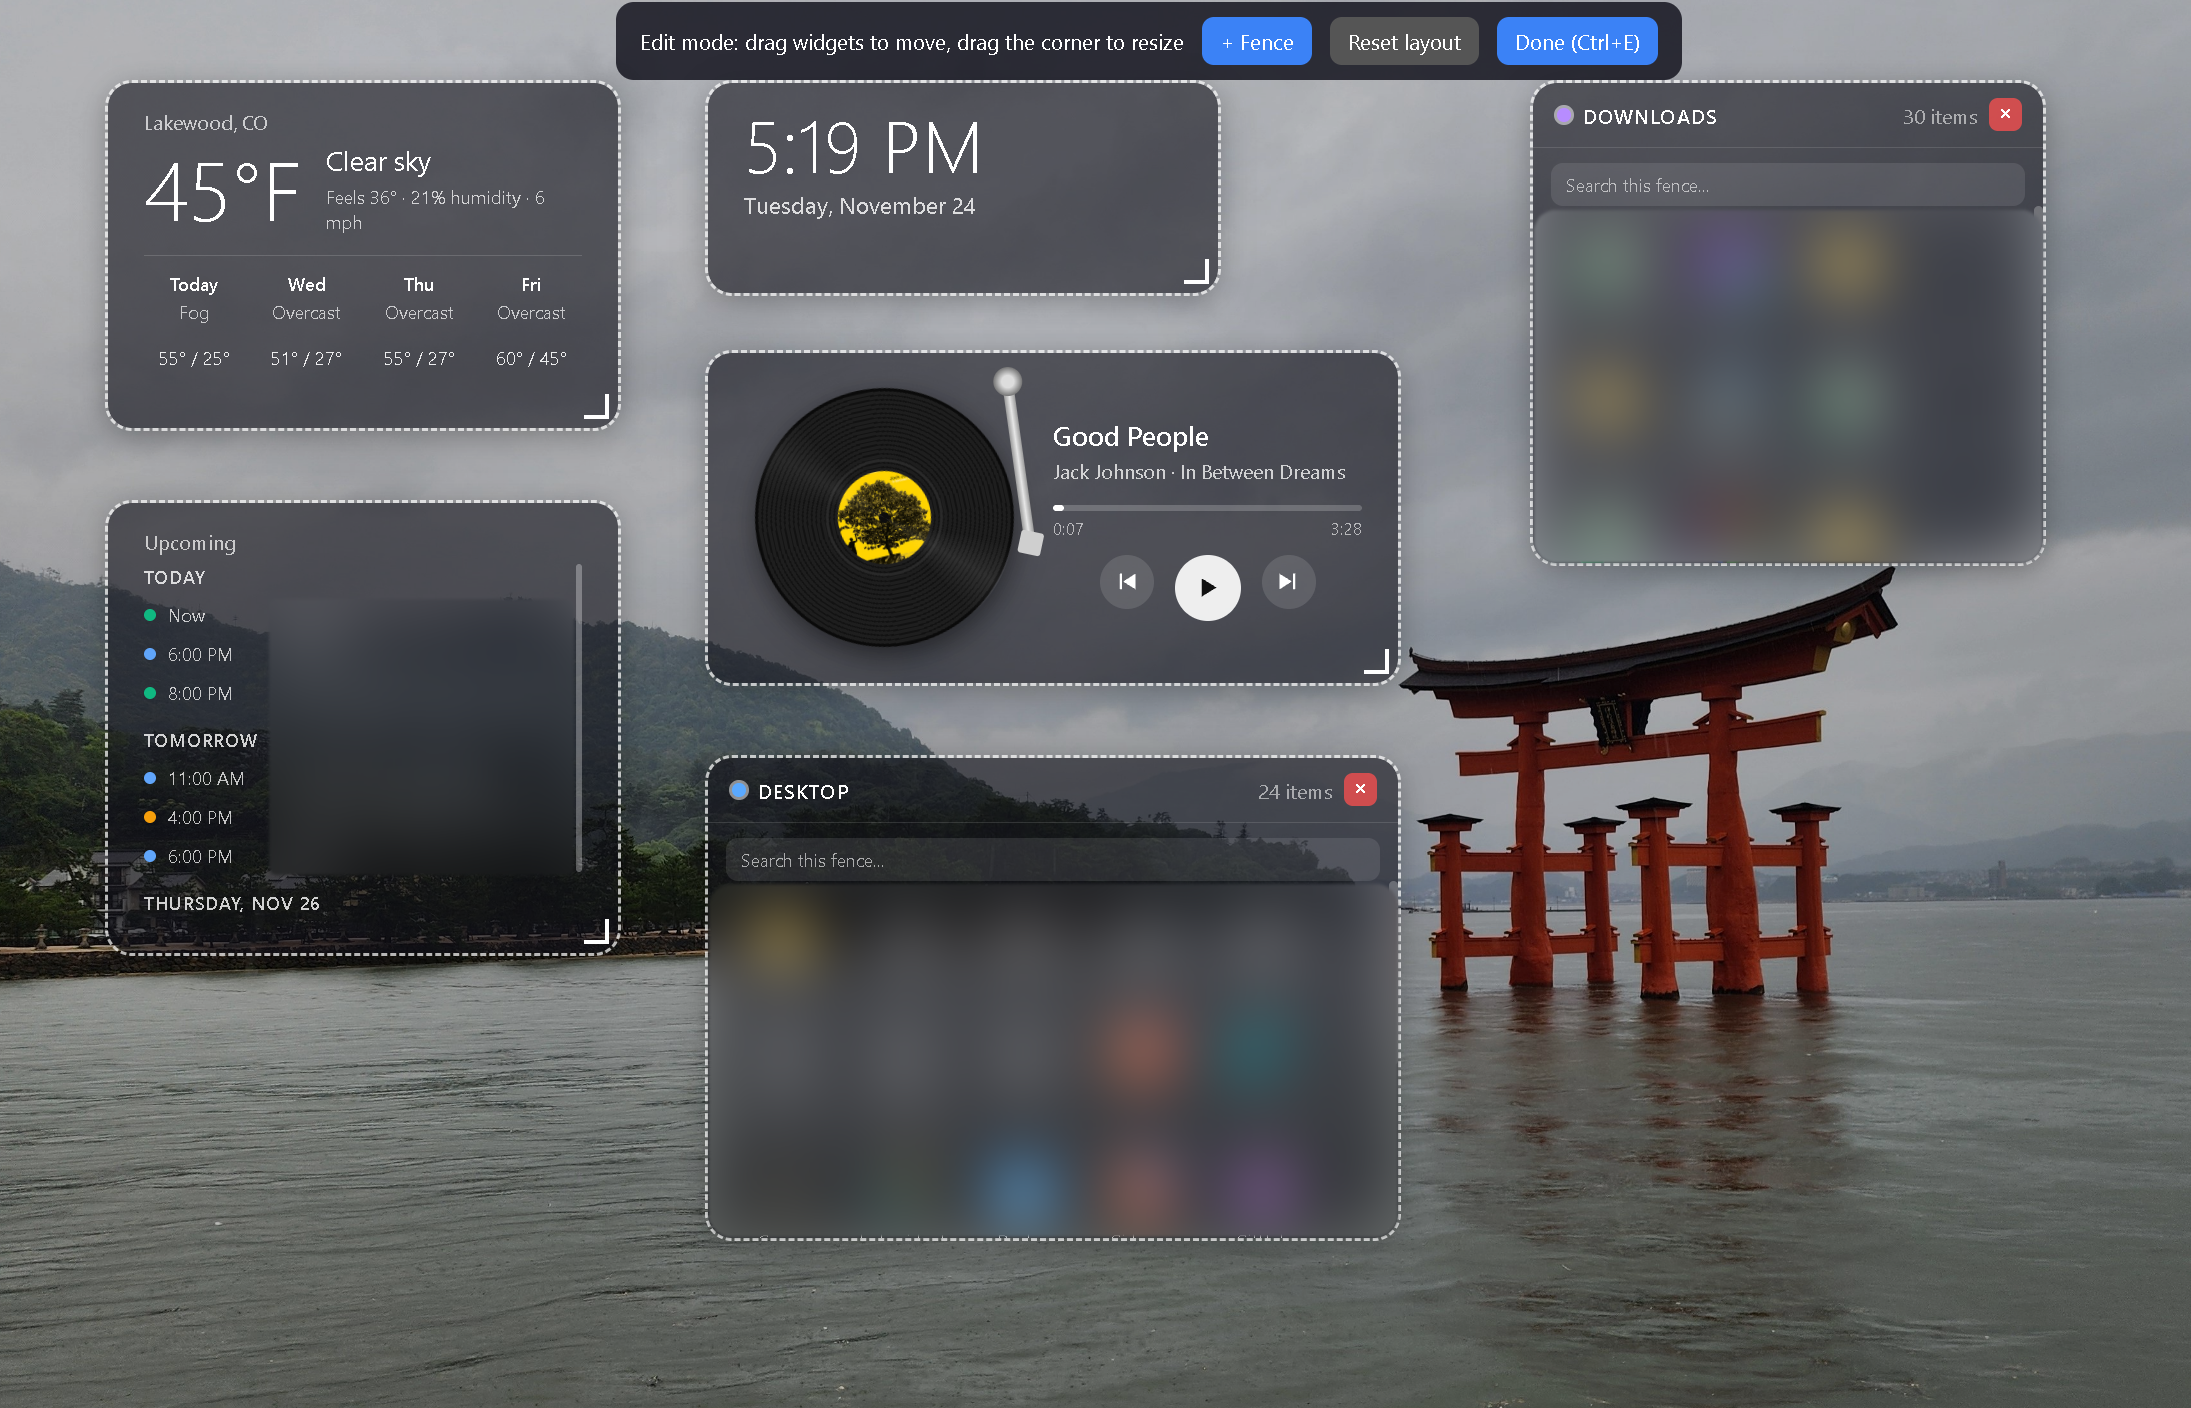 Edit mode: drag widgets to move, drag the corner to resize
+ Fence
Reset layout
Done (Ctrl+E)
Lakewood, CO
45°F
Clear sky
Feels 36° · 21% humidity · 6
mph
Today
Wed
Thu
Fri
Fog
Overcast
Overcast
Overcast
55° / 25°
51° / 27°
55° / 27°
60° / 45°
5:19 PM
Tuesday, November 24
DOWNLOADS
30 items
Search this fence...
Good People
Jack Johnson · In Between Dreams
0:07
3:28
Upcoming
TODAY
Now
6:00 PM
8:00 PM
TOMORROW
11:00 AM
4:00 PM
6:00 PM
THURSDAY, NOV 26
DESKTOP
24 items
Search this fence...